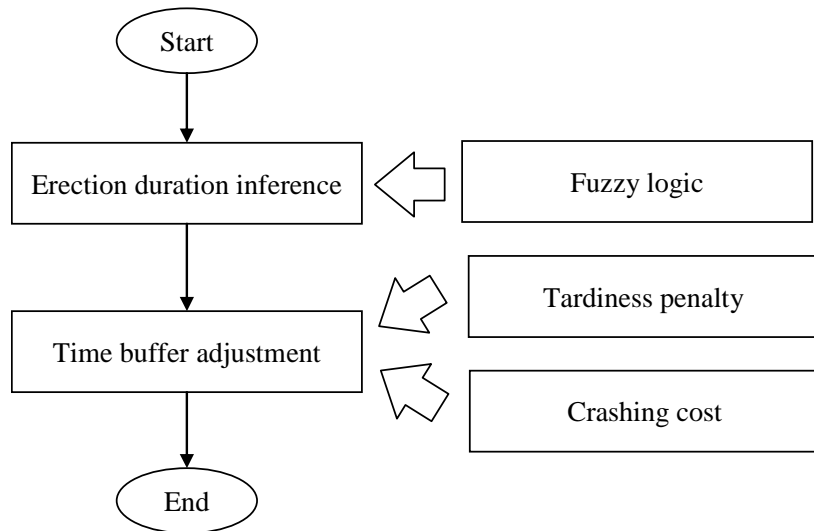 Start
Erection duration inference
Fuzzy logic
Tardiness penalty
Time buffer adjustment
Crashing cost
End